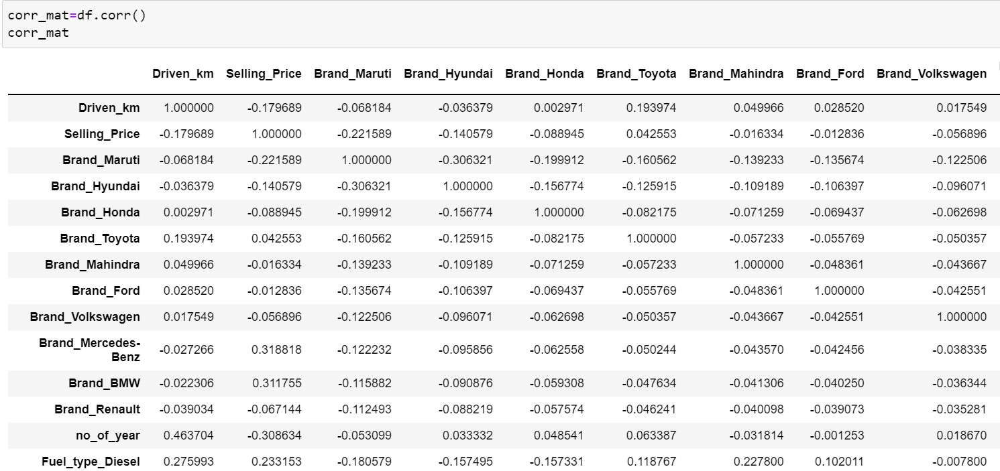 corr_mat=df.corr()
corr_mat
Driven_km Selling_Price Brand_Maruti Brand_Hyundai Brand_Honda Brand_Toyota Brand_Mahindra Brand_Ford Brand_Volkswagen
Driven_km 1.000000 -0.179689 -0.068184 -0.036379 0.002971 0.193974 0.049966 0.028520 0.017549
Selling_Price -0.179689 1.000000 -0.221589 -0.140579 -0.088945 0.042553 -0.016334 -0.012836 -0.056896
Brand_Maruti -0.068184 -0.221589 1.000000 -0.306321 -0.199912 -0.160562 -0.139233 -0.135674 -0.122506
Brand_Hyundai -0.036379 -0.140579 -0.306321 1.000000 -0.156774 -0.125915 -0.109189 -0.106397 -0.096071
Brand_Honda 0.002971 -0.088945 -0.199912 -0.156774 1.000000 -0.082175 -0.071259 -0.069437 -0.062698
Brand_Toyota 0.193974 0.042553 -0.160562 -0.125915 -0.082175 1.000000 -0.057233 -0.055769 -0.050357
Brand_Mahindra 0.049966 -0.016334 -0.139233 -0.109189 -0.071259 -0.057233 1.000000 -0.048361 -0.043667
Brand_Ford 0.028520 -0.012836 -0.135674 -0.106397 -0.069437 -0.055769 -0.048361 1.000000 -0.042551
Brand_Volkswagen 0.017549 -0.056896 -0.122506 -0.096071 -0.062698 -0.050357 -0.043667 -0.042551 1.000000
Brand_Mercedes-
Benz -0.027266 0.318818 -0.122232 -0.095856 -0.062558 -0.050244 -0.043570 -0.042456 -0.038335
Brand_BMW -0.022306 0.311755 -0.115882 -0.090876 -0.059308 -0.047634 -0.041306 -0.040250 -0.036344
Brand_Renault -0.039034 -0.067144 -0.112493 -0.088219 -0.057574 -0.046241 -0.040098 -0.039073 -0.035281
no_of_year 0.463704 -0.308634 -0.053099 0.033332 0.048541 0.063387 -0.031814 -0.001253 0.018670
Fuel_type_Diesel 0.275993 0.233153 -0.180579 -0.157495 -0.157331 0.118767 0.227800 0.102011 -0.007800